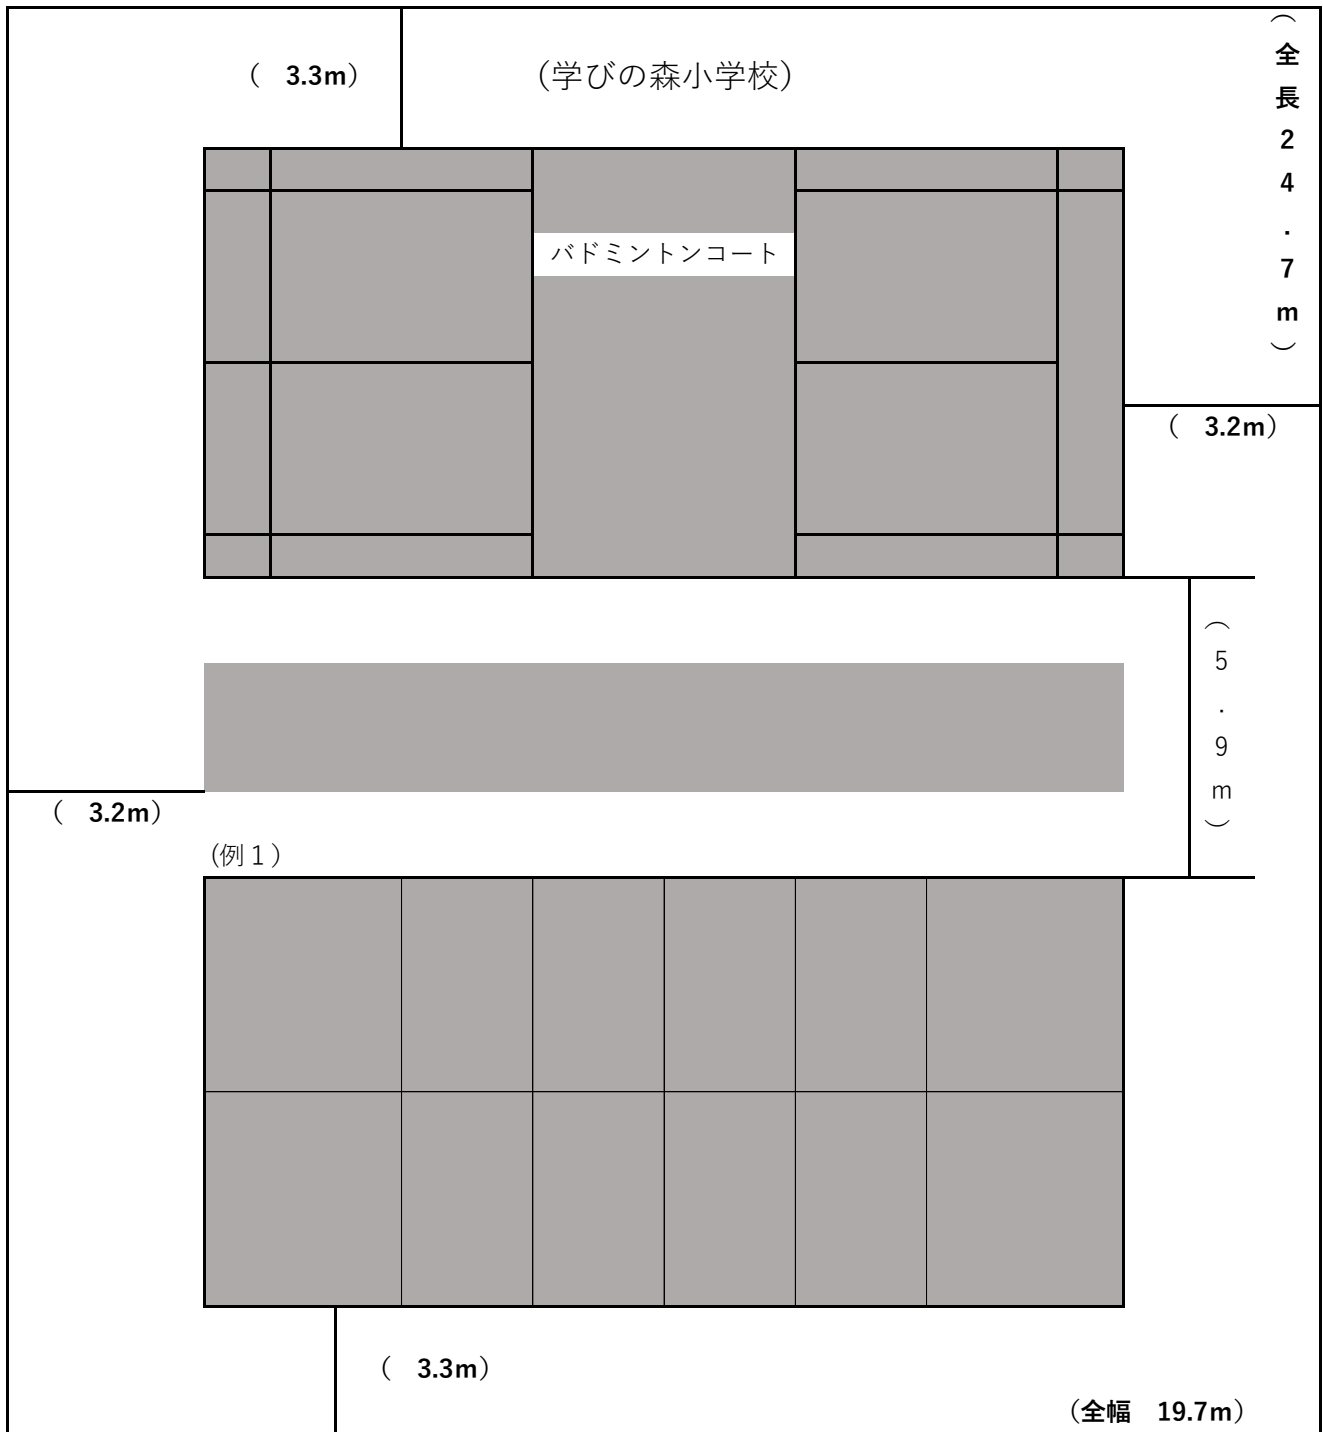 （　3.3m）
（学びの森小学校）
（全長２４．７ｍ）
バドミントンコート
（　3.2m）
（５．９ｍ）
（　3.2m）
（例１）
（　3.3m）
（全幅　19.7m）